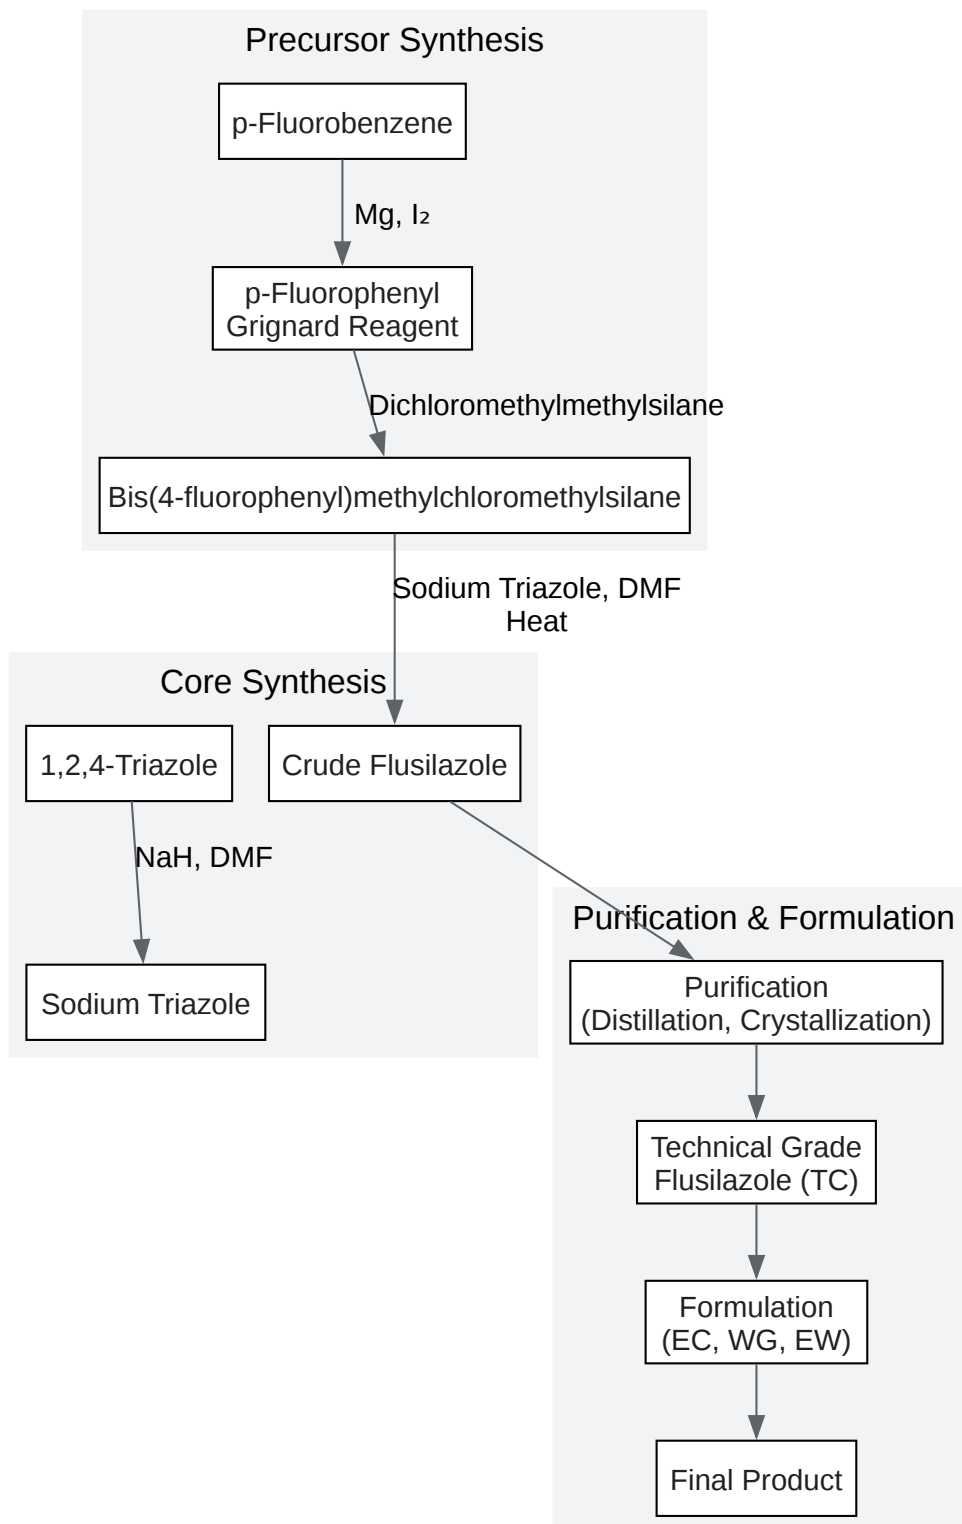 Precursor Synthesis
p-Fluorobenzene
Mg, I₂
p-Fluorophenyl
Grignard Reagent
Dichloromethylmethylsilane
Bis(4-fluorophenyl)methylchloromethylsilane
Sodium Triazole, DMF
Heat
Core Synthesis
1,2,4-Triazole
Crude Flusilazole
NaH, DMF
Sodium Triazole
Purification & Formulation
Purification
(Distillation, Crystallization)
Technical Grade
Flusilazole (TC)
Formulation
(EC, WG, EW)
Final Product